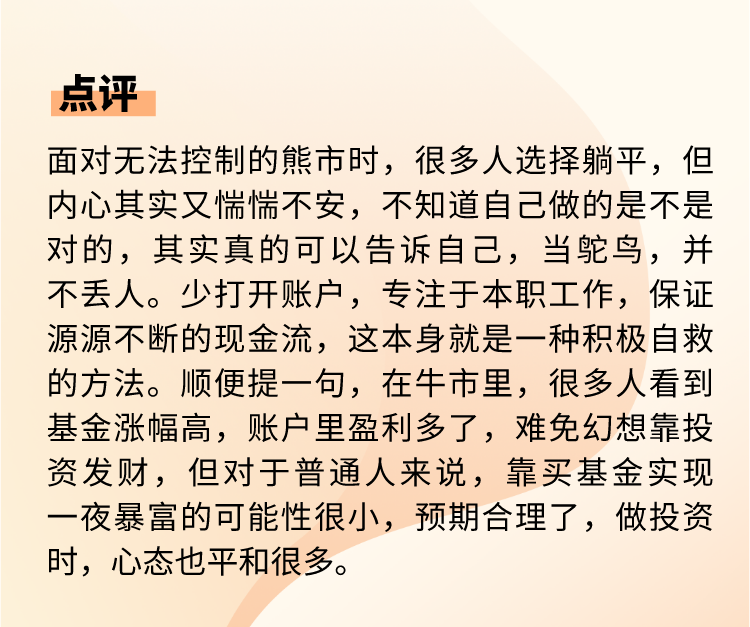 点评
面对无法控制的熊市时，很多人选择躺平，但
内心其实又惴惴不安，不知道自己做的是不是
对的，其实真的可以告诉自己，当鸵鸟，并
不丢人。少打开账户，专注于本职工作，保证
源源不断的现金流，这本身就是一种积极自救
的方法。顺便提一句，在牛市里，很多人看到
基金涨幅高，账户里盈利多了，难免幻想靠投
资发财，但对于普通人来说，靠买基金实现
一夜暴富的可能性很小，预期合理了，做投资
时，心态也平和很多。